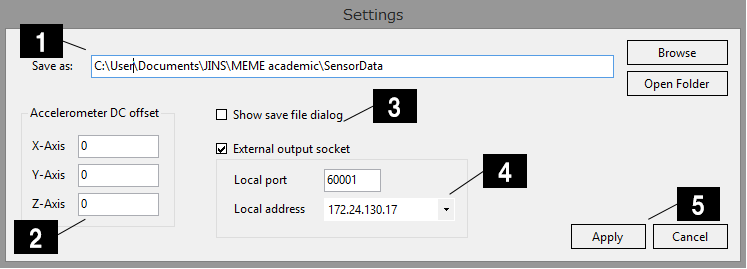 Settings
1
Save as:
C:\User\Documents\JINS\MEME academic\SensorData
Browse
Open Folder
Accelerometer DC offset
X-Axis 0
Y-Axis 0
Z-Axis 0
2
Show save file dialog
3
External output socket
Local port 60001
Local address 172.24.130.17
4
5
Apply
Cancel